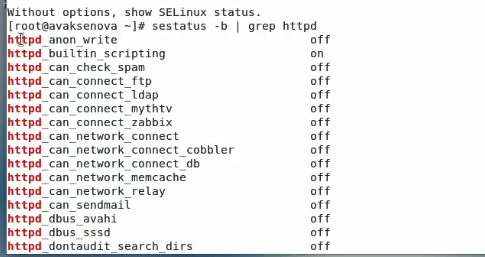 Without options, show SELinux status.
[root@avaksenova ~]# sestatus -b | grep httpd
httpd_anon_write off
httpd_builtin_scripting on
httpd_can_check_spam off
httpd_can_connect_ftp off
httpd_can_connect_ldap off
httpd_can_connect_mythtv off
httpd_can_connect_zabbix off
httpd_can_network_connect off
httpd_can_network_connect_cobbler off
httpd_can_network_connect_db off
httpd_can_network_memcache off
httpd_can_network_relay off
httpd_can_sendmail off
httpd_dbus_avahi off
httpd_dbus_sssd off
httpd_dontaudit_search_dirs off